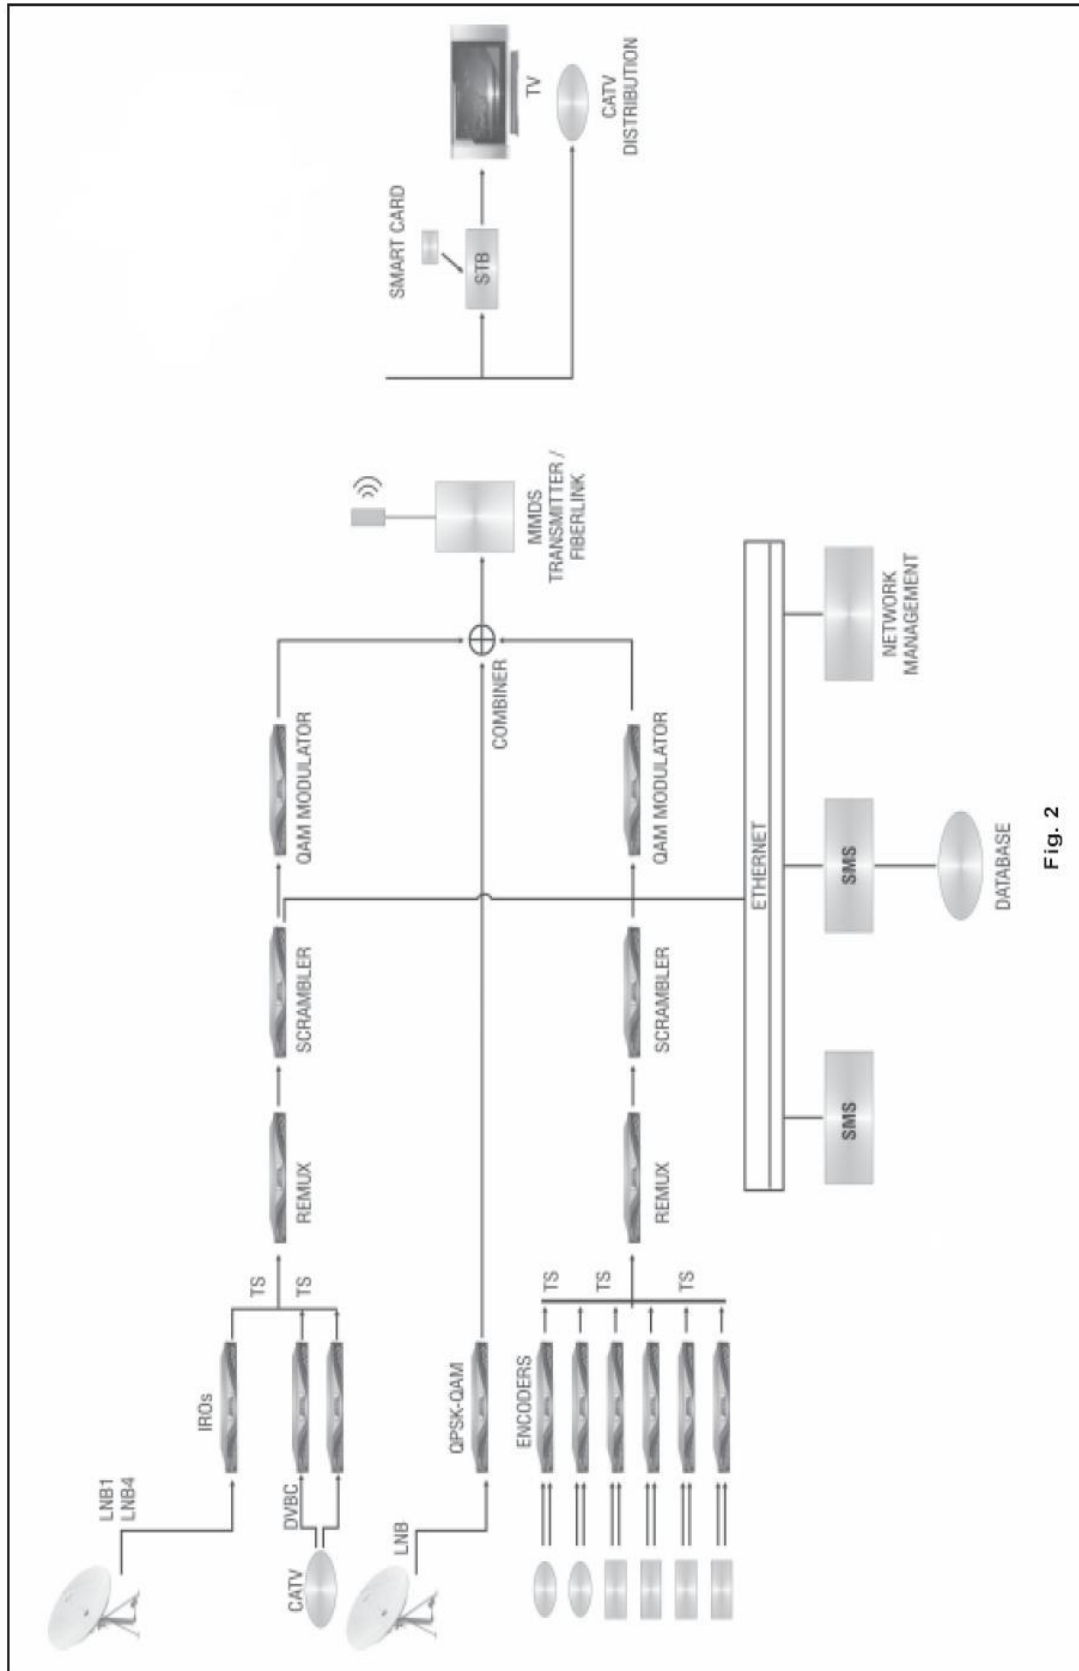 LNB1
LNB4
IROs
TS
CATV
DVBC
TS
REMUX
SCRAMBLER
QAM MODULATOR
LNB
QPSK-QAM
COMBINER
MMDS
TRANSMITTER /
FIBERLINK
SMART CARD
STB
TV
CATV
DISTRIBUTION
ENCODERS
TS
TS
TS
REMUX
SCRAMBLER
QAM MODULATOR
ETHERNET
SMS
SMS
DATABASE
NETWORK
MANAGEMENT
Fig. 2